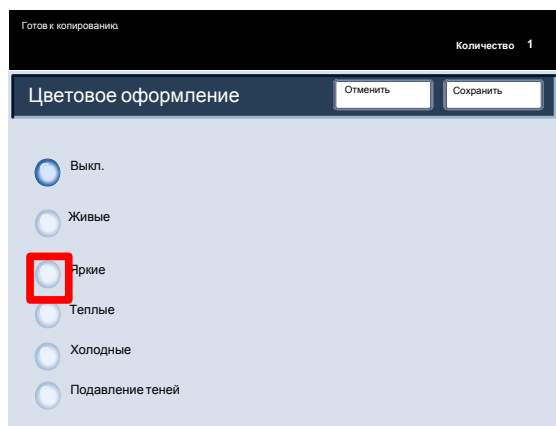 Готов к копированию.
Количество 1
Цветовое оформление
Отменить
Сохранить
Выкл.
Живые
Яркие
Теплые
Холодные
Подавление теней